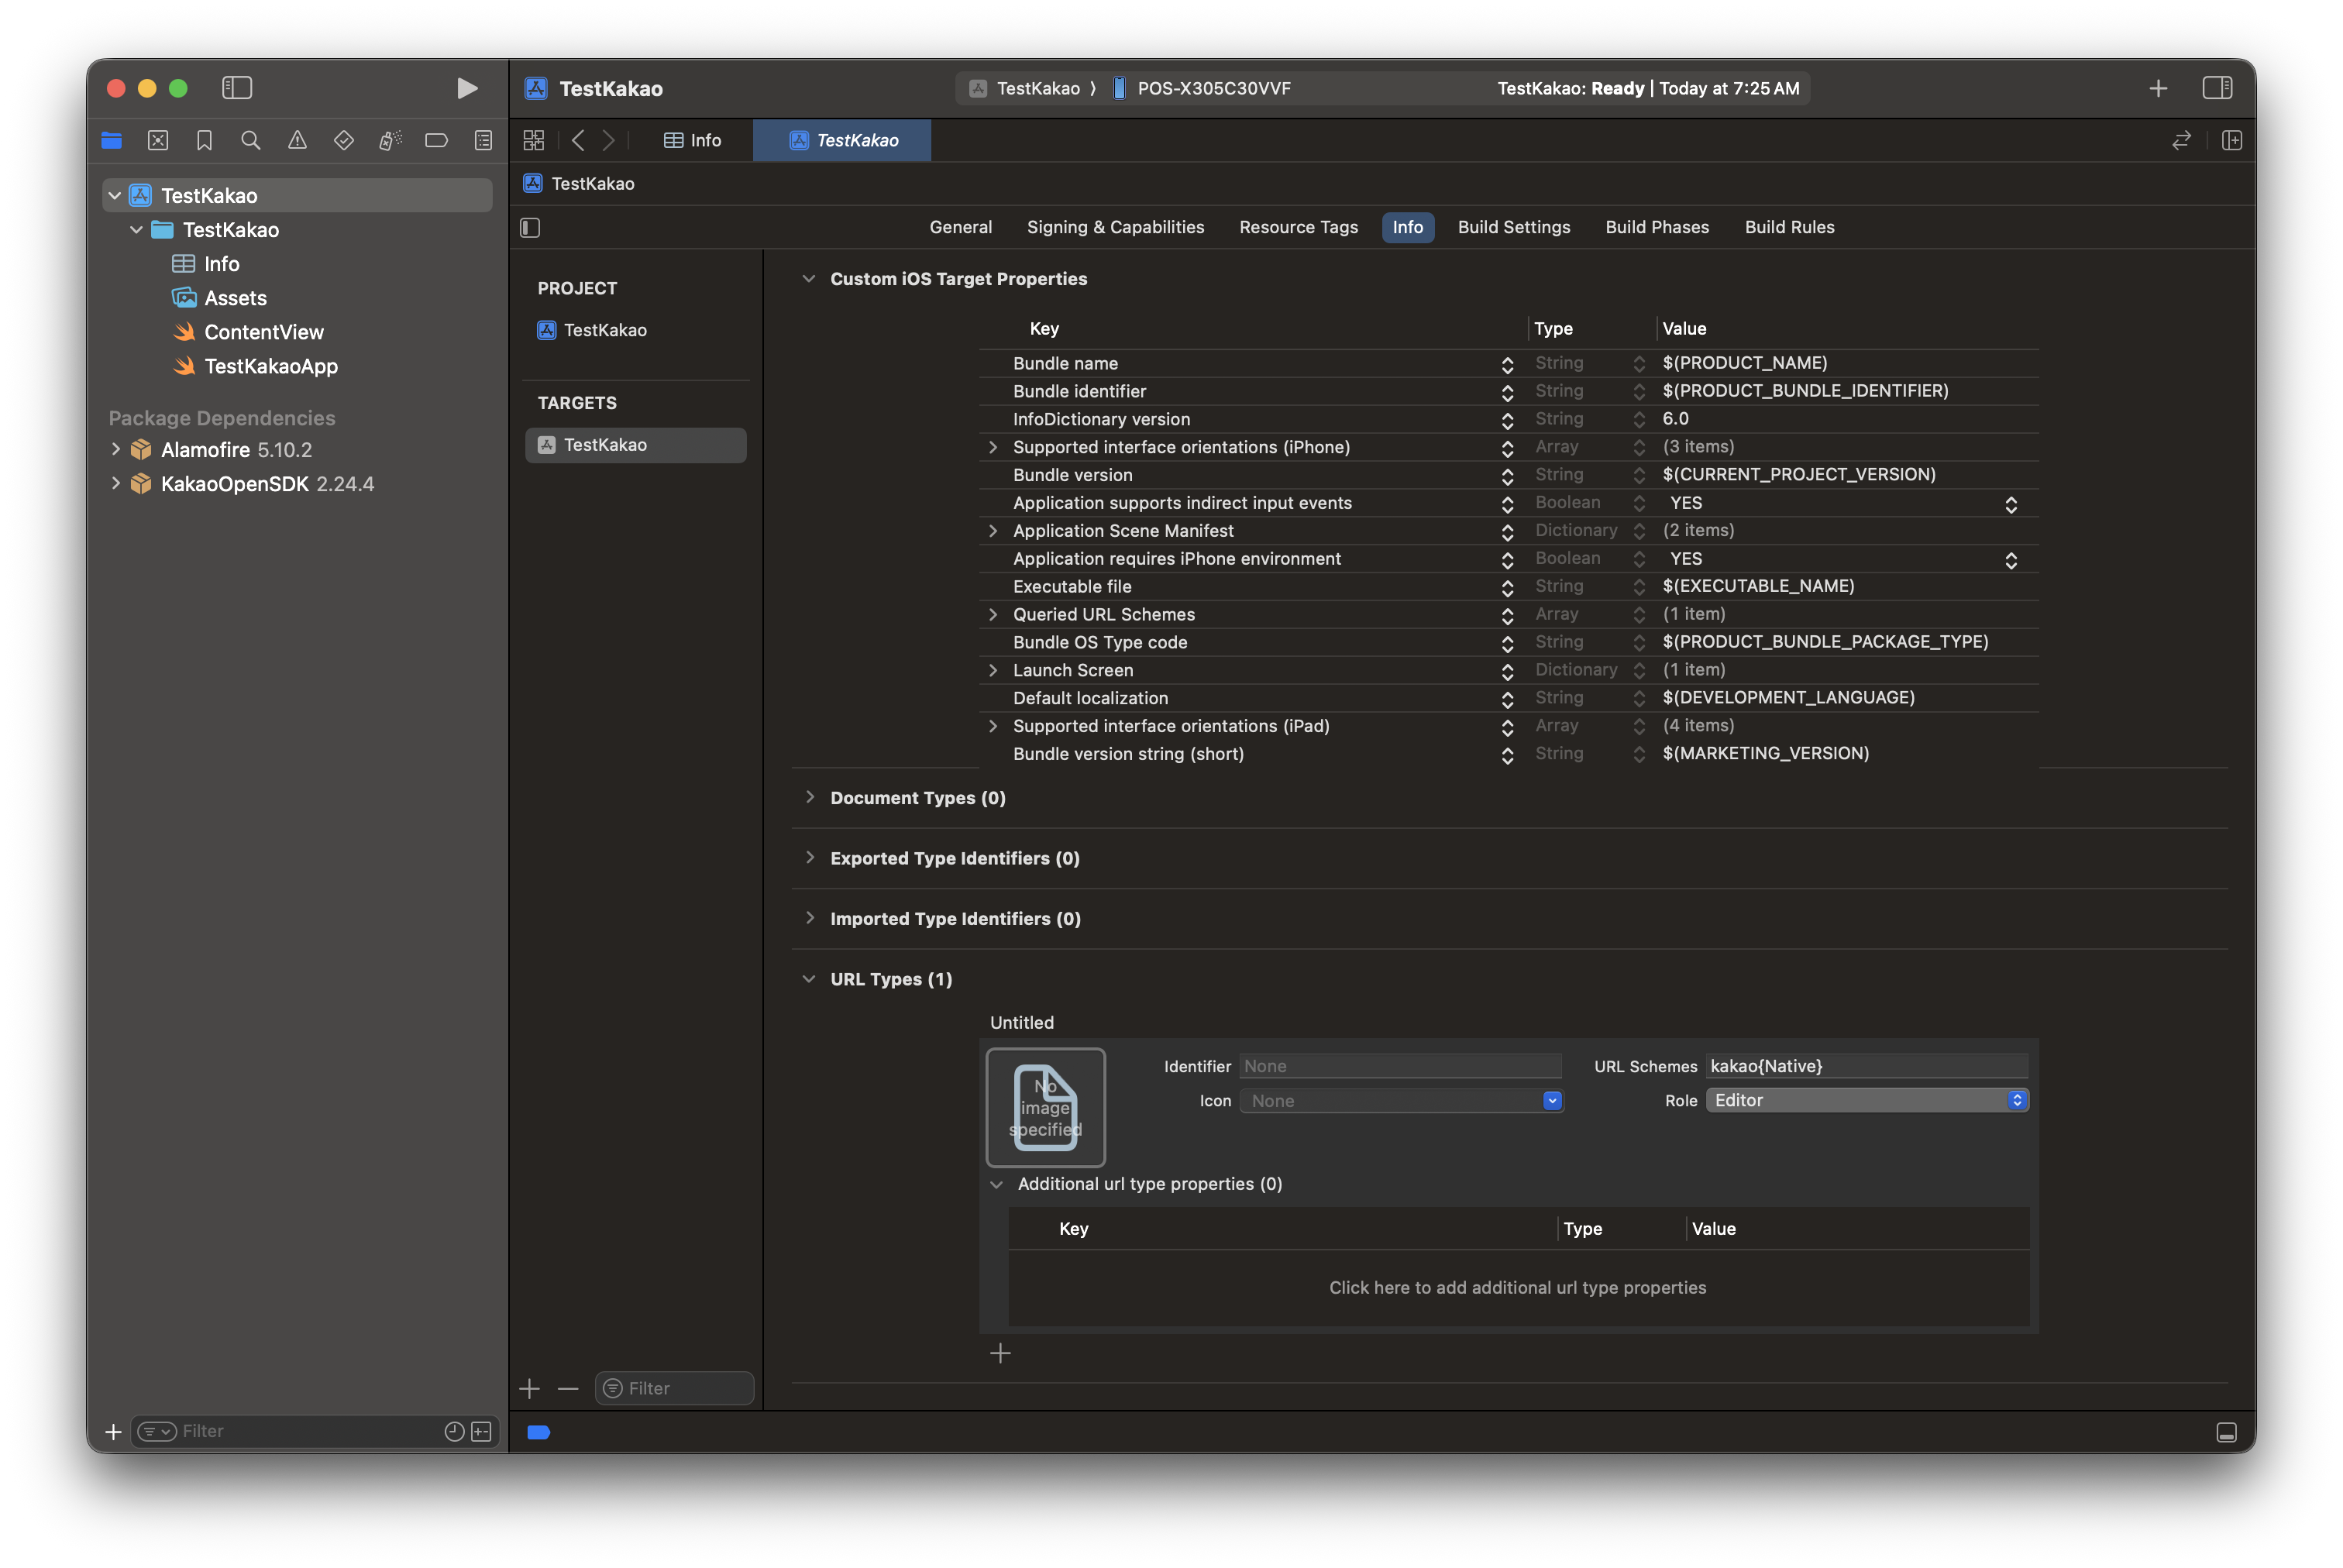 TestKakao
TestKakao 〉 POS-X305C30VVF
TestKakao: Ready | Today at 7:25 AM
Info
TestKakao
TestKakao
TestKakao
TestKakao
Info
Assets
ContentView
TestKakaoApp
Package Dependencies
Alamofire 5.10.2
KakaoOpenSDK 2.24.4
Filter
General
Signing & Capabilities
Resource Tags
Info
Build Settings
Build Phases
Build Rules
PROJECT
TestKakao
TARGETS
TestKakao
Filter
Custom iOS Target Properties
Key Type Value
Bundle name String $(PRODUCT_NAME)
Bundle identifier String $(PRODUCT_BUNDLE_IDENTIFIER)
InfoDictionary version String 6.0
Supported interface orientations (iPhone) Array (3 items)
Bundle version String $(CURRENT_PROJECT_VERSION)
Application supports indirect input events Boolean YES
Application Scene Manifest Dictionary (2 items)
Application requires iPhone environment Boolean YES
Executable file String $(EXECUTABLE_NAME)
Queried URL Schemes Array (1 item)
Bundle OS Type code String $(PRODUCT_BUNDLE_PACKAGE_TYPE)
Launch Screen Dictionary (1 item)
Default localization String $(DEVELOPMENT_LANGUAGE)
Supported interface orientations (iPad) Array (4 items)
Bundle version string (short) String $(MARKETING_VERSION)
Document Types (0)
Exported Type Identifiers (0)
Imported Type Identifiers (0)
URL Types (1)
Untitled
No
image
specified
Identifier None
URL Schemes kakao{Native}
Icon None
Role Editor
Additional url type properties (0)
Key Type Value
Click here to add additional url type properties